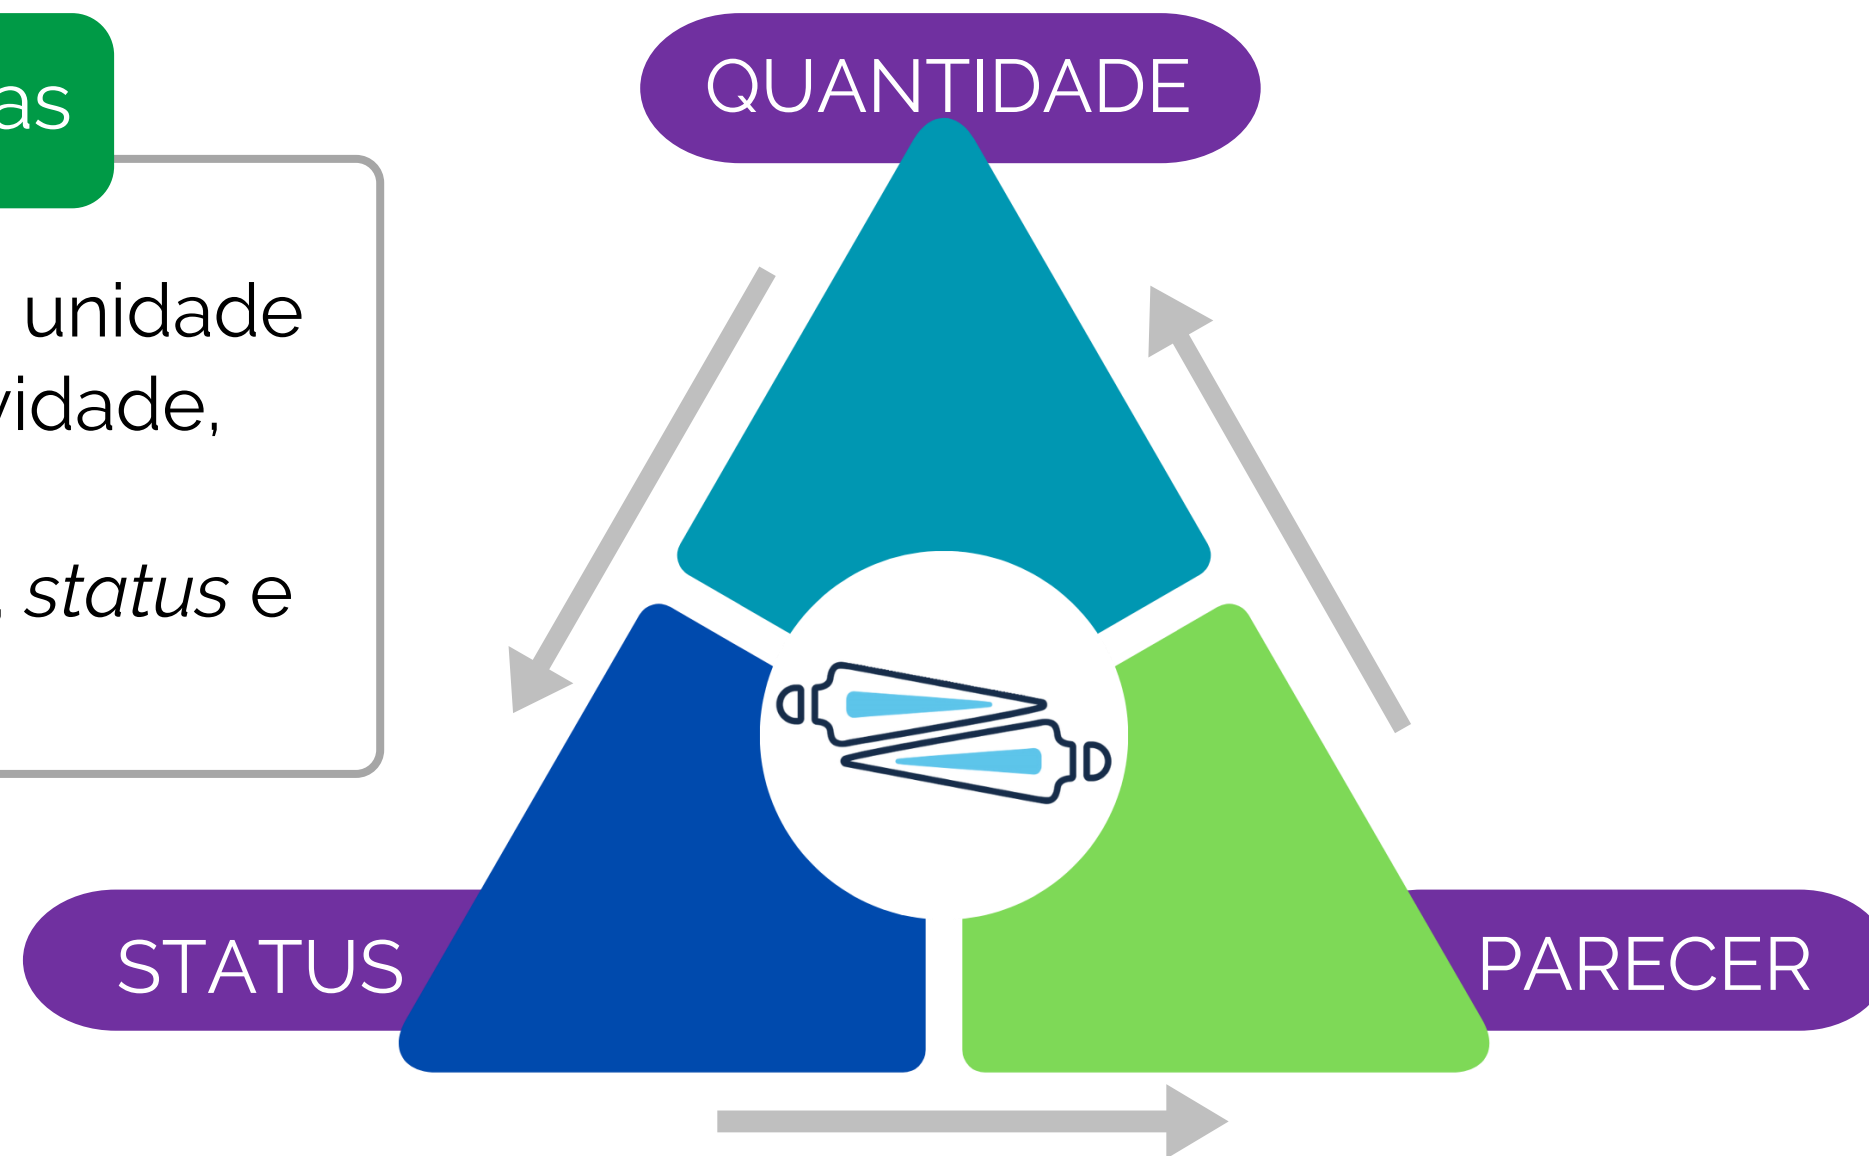 as
QUANTIDADE
unidade
vidade,
, status e
STATUS
PARECER